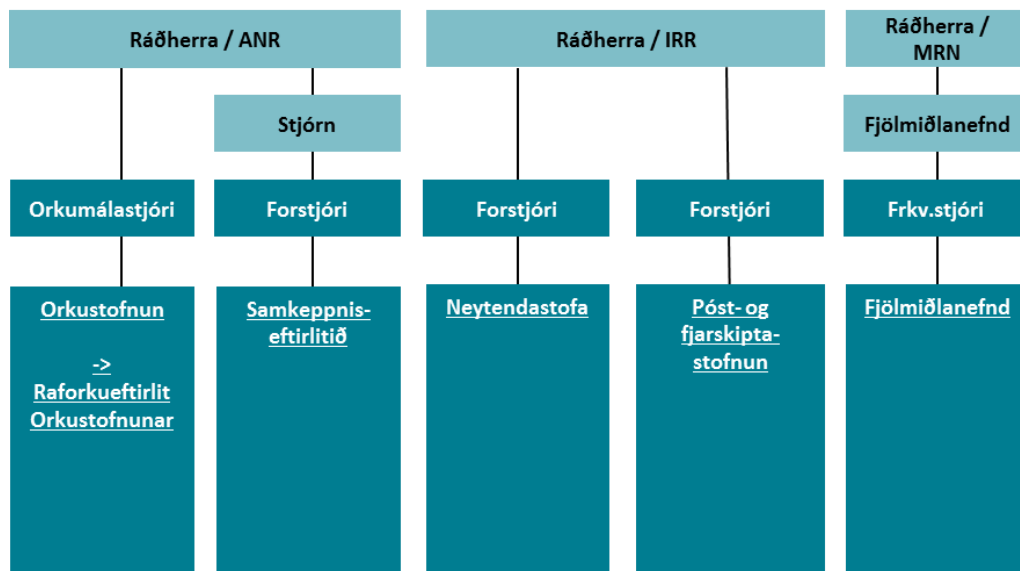 Ráðherra / ANR
Ráðherra / IRR
Ráðherra /
MRN
Stjórn
Fjölmiðlanefnd
Orkumálastjóri
Forstjóri
Forstjóri
Forstjóri
Frkv.stjóri
Orkustofnun
->
Raforkueftirlit
Orkustofnunar
Samkeppnis-
eftirlitið
Neytendastofa
Póst- og
fjarskipta-
stofnun
Fjölmiðlanefnd